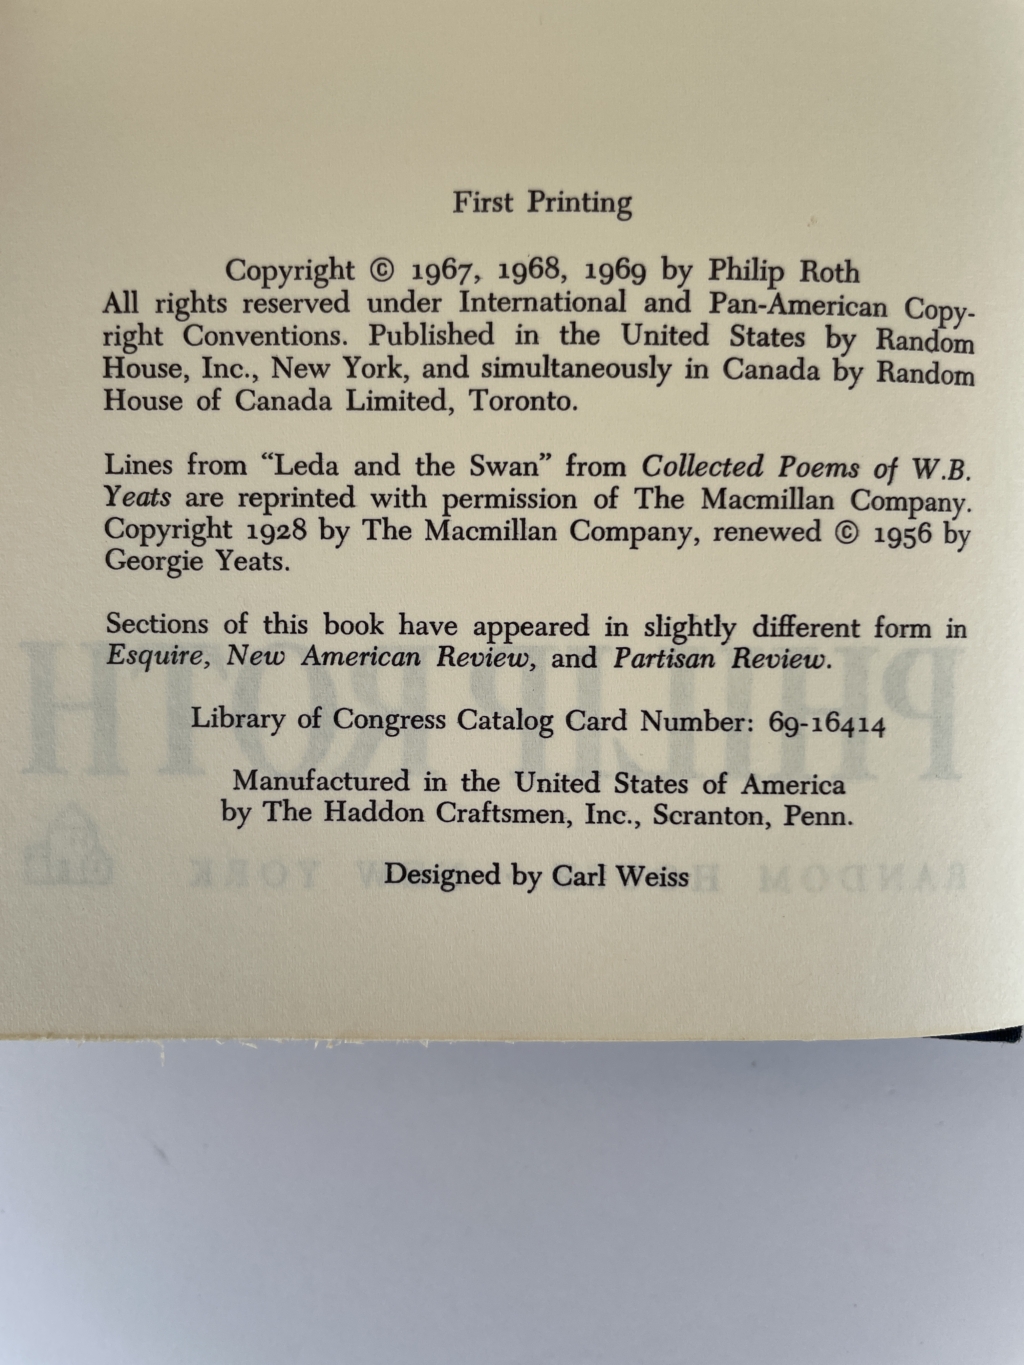 First Printing
Copyright © 1967, 1968, 1969 by Philip Roth
All rights reserved under International and Pan-American Copy-
right Conventions. Published in the United States by Random
House, Inc., New York, and simultaneously in Canada by Random
House of Canada Limited, Toronto.
Lines from “Leda and the Swan” from Collected Poems of W.B.
Yeats are reprinted with permission of The Macmillan Company.
Copyright 1928 by The Macmillan Company, renewed © 1956 by
Georgie Yeats.
Sections of this book have appeared in slightly different form in
Esquire, New American Review, and Partisan Review.
Library of Congress Catalog Card Number: 69-16414
Manufactured in the United States of America
by The Haddon Craftsmen, Inc., Scranton, Penn.
Designed by Carl Weiss
PHILIP ROTH
RANDOM HOUSE NEW YORK